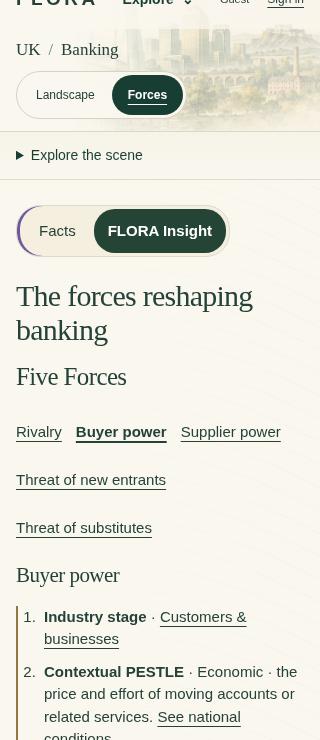 FLORA Explore Guest Sign in
UK / Banking
Landscape Forces
Explore the scene
Facts FLORA Insight
The forces reshaping
banking
Five Forces
Rivalry Buyer power Supplier power
Threat of new entrants
Threat of substitutes
Buyer power
1. Industry stage · Customers &
businesses
2. Contextual PESTLE · Economic · the
price and effort of moving accounts or
related services. See national
conditions